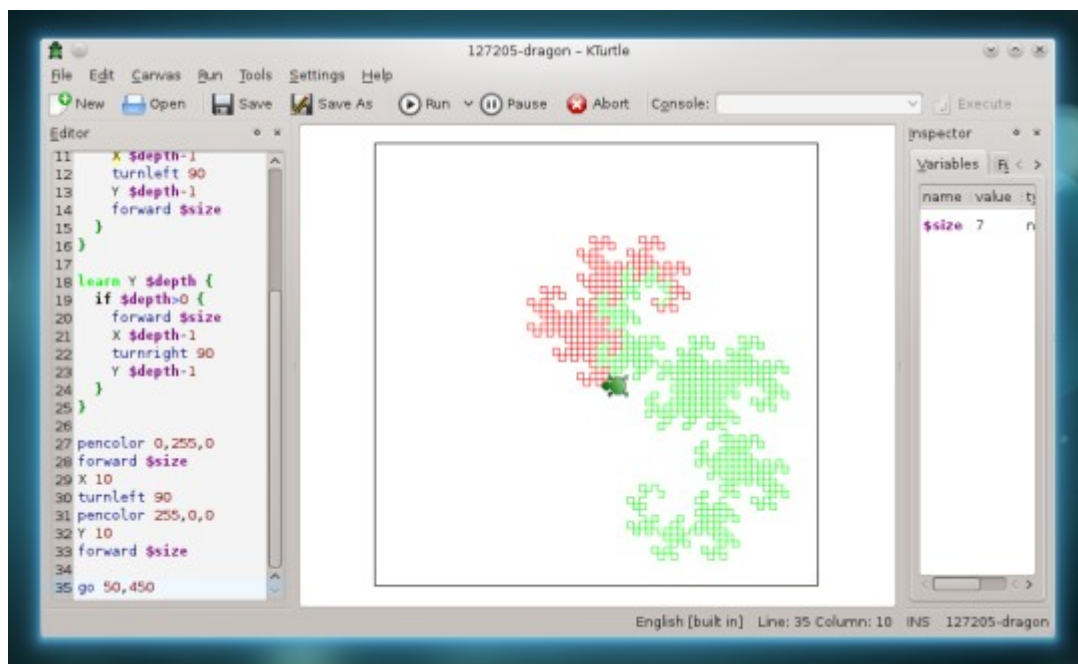 127205-dragon – KTurtle
File Edit Canvas Run Tools Settings Help
New Open Save Save As Run Pause Abort Console: Execute
Editor
11 X $depth-1
12 turnleft 90
13 Y $depth-1
14 forward $size
15 }
16 }
17
18 learn Y $depth {
19 if $depth>0 {
20 forward $size
21 X $depth-1
22 turnright 90
23 Y $depth-1
24 }
25 }
26
27 pencolor 0,255,0
28 forward $size
29 X 10
30 turnleft 90
31 pencolor 255,0,0
32 Y 10
33 forward $size
34
35 go 50,450
Inspector
Variables
name value
$size 7 n
English [built in] Line: 35 Column: 10 INS 127205-dragon